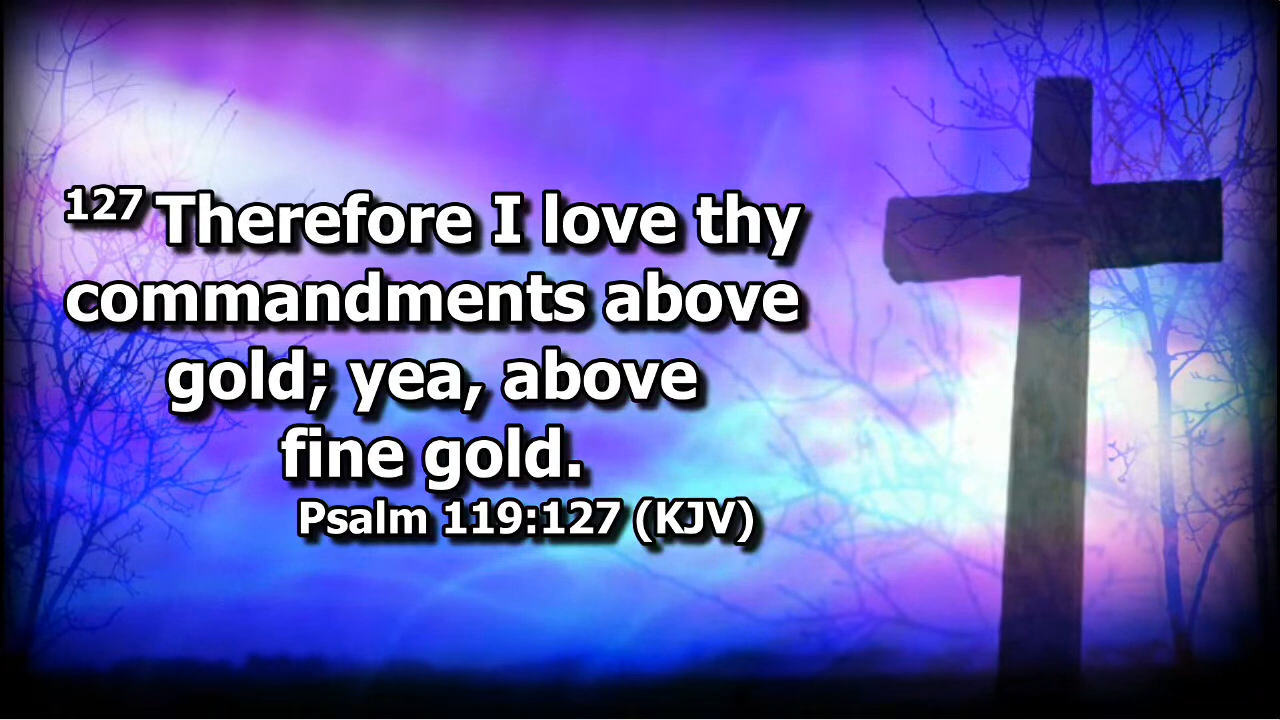 127 Therefore I love thy
commandments above
gold; yea, above
fine gold.
Psalm 119:127 (KJV)